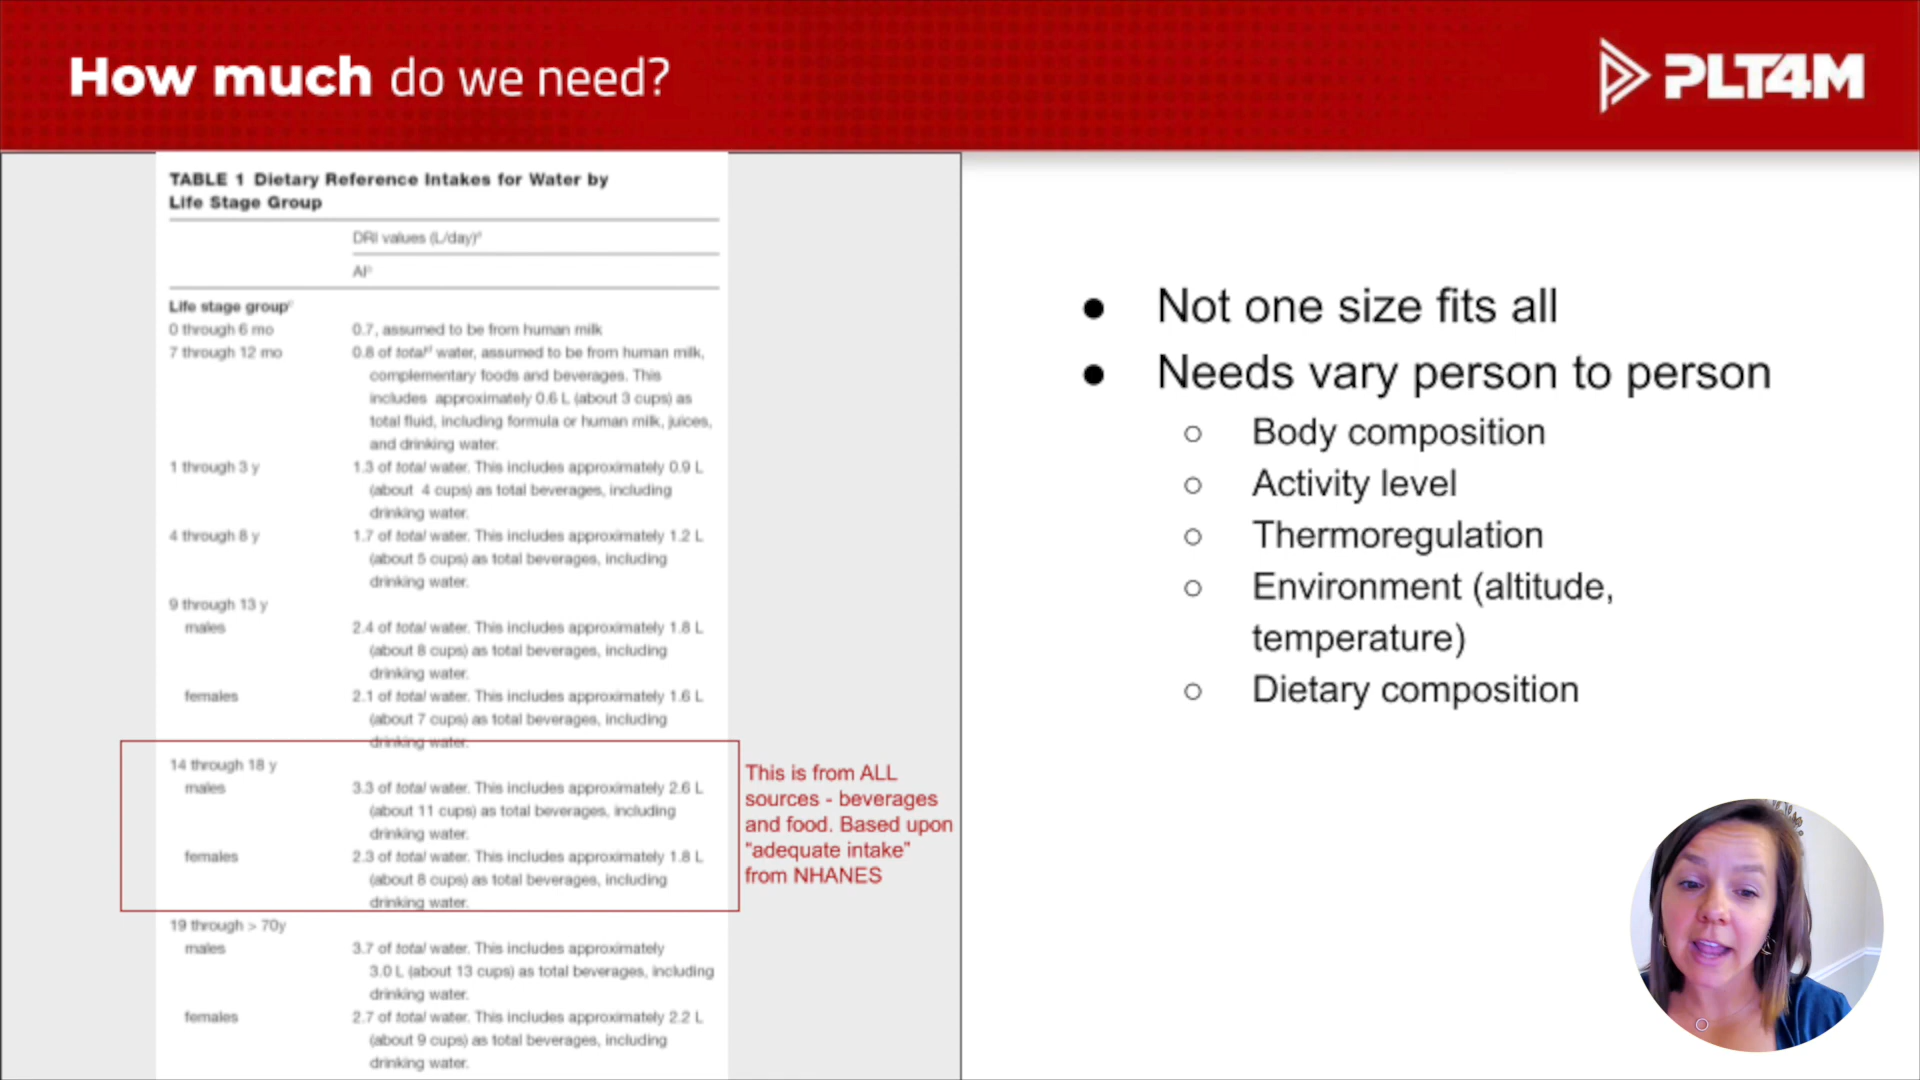 How much do we need?
PLT4M
TABLE 1 Dietary Reference Intakes for Water by
Life Stage Group
DRI values (L/day)a
AIb
Life stage groupc
0 through 6 mo 0.7, assumed to be from human milk
7 through 12 mo 0.8 of totald water, assumed to be from human milk,
complementary foods and beverages. This
includes approximately 0.6 L (about 3 cups) as
total fluid, including formula or human milk, juices,
and drinking water.
1 through 3 y 1.3 of total water. This includes approximately 0.9 L
(about 4 cups) as total beverages, including
drinking water.
4 through 8 y 1.7 of total water. This includes approximately 1.2 L
(about 5 cups) as total beverages, including
drinking water.
9 through 13 y
males 2.4 of total water. This includes approximately 1.8 L
(about 8 cups) as total beverages, including
drinking water.
females 2.1 of total water. This includes approximately 1.6 L
(about 7 cups) as total beverages, including
drinking water.
14 through 18 y
males 3.3 of total water. This includes approximately 2.6 L
(about 11 cups) as total beverages, including
drinking water.
females 2.3 of total water. This includes approximately 1.8 L
(about 8 cups) as total beverages, including
drinking water.
19 through > 70y
males 3.7 of total water. This includes approximately
3.0 L (about 13 cups) as total beverages, including
drinking water.
females 2.7 of total water. This includes approximately 2.2 L
(about 9 cups) as total beverages, including
drinking water.
This is from ALL
sources - beverages
and food. Based upon
"adequate intake"
from NHANES
● Not one size fits all
● Needs vary person to person
○ Body composition
○ Activity level
○ Thermoregulation
○ Environment (altitude,
temperature)
○ Dietary composition